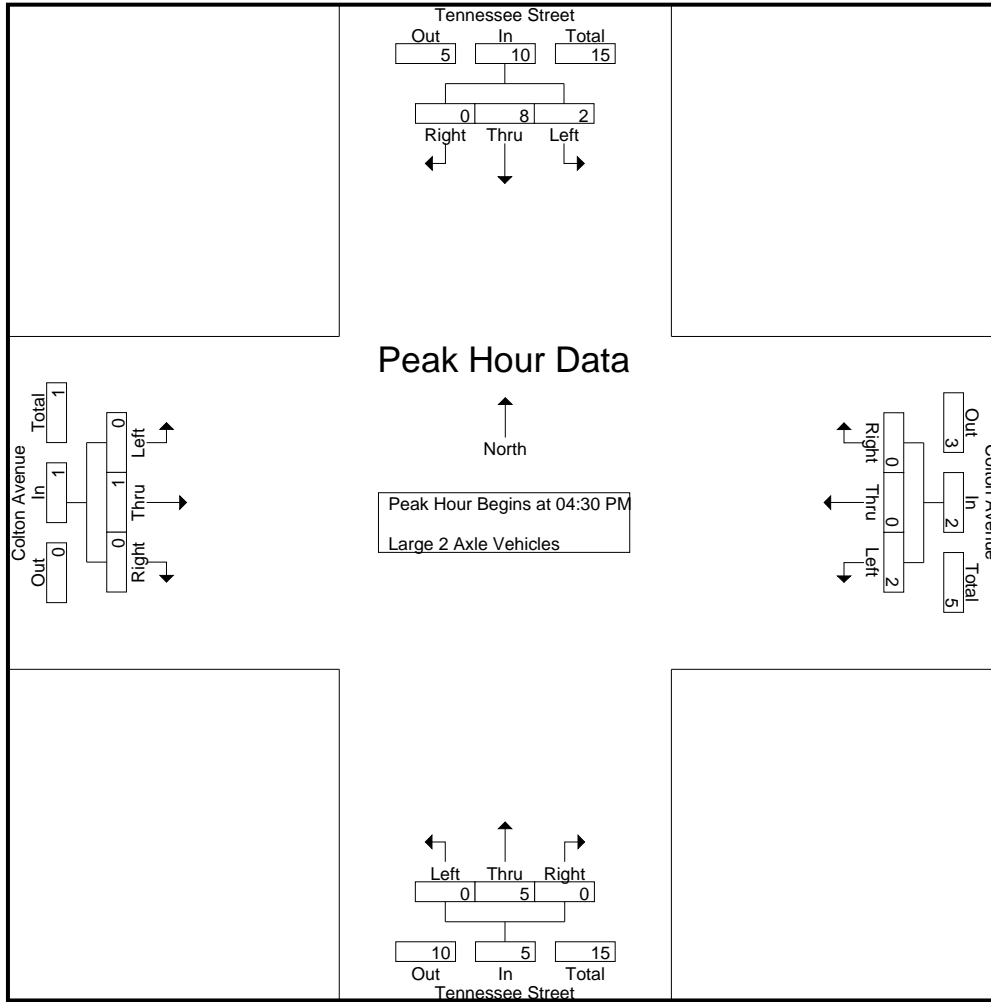 Tennessee Street
Out In Total
5 10 15
0 8 2
Right Thru Left
Peak Hour Data
North
Peak Hour Begins at 04:30 PM
Large 2 Axle Vehicles
Colton Avenue
Out In Total
0 1 1
0 1 0
Right Thru Left
Colton Avenue
Out In Total
3 2 5
0 0 2
Right Thru Left
Left Thru Right
0 5 0
10 5 15
Out In Total
Tennessee Street